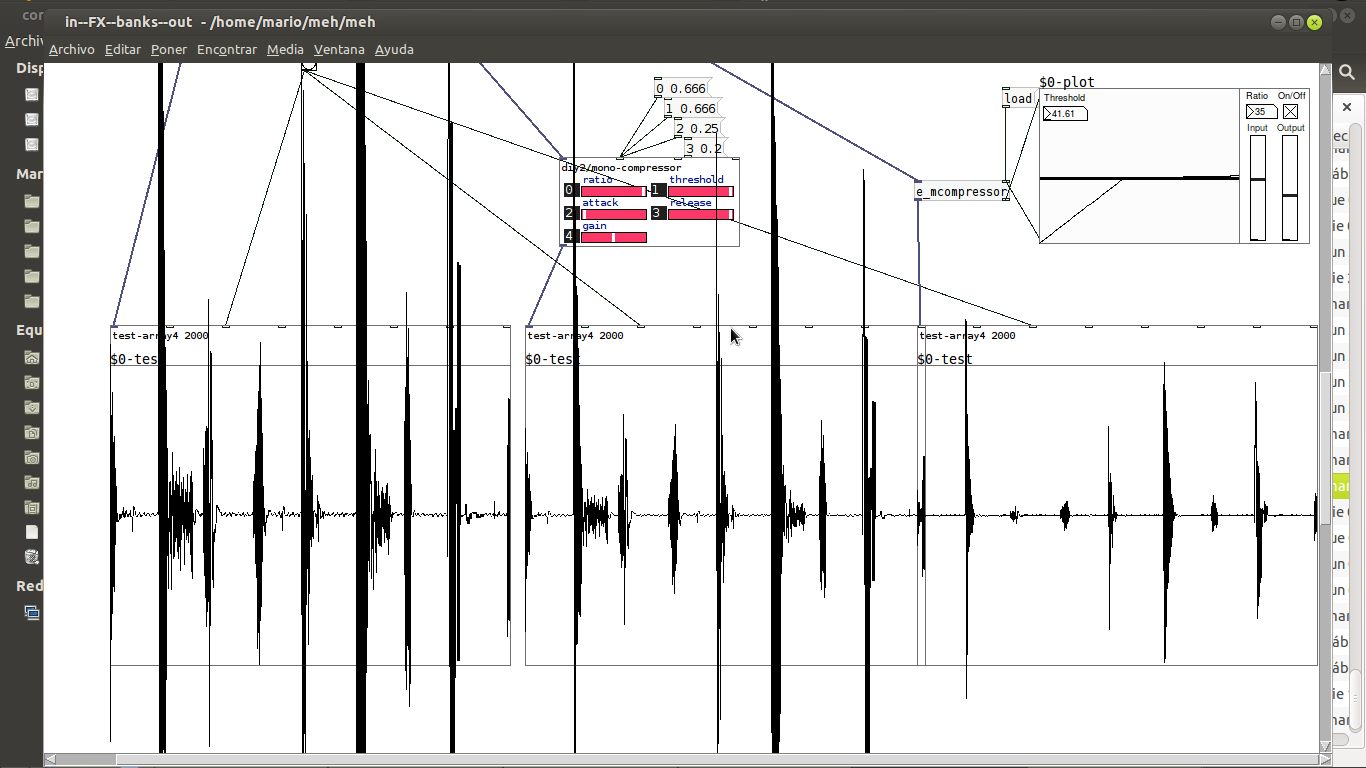 in--FX--banks--out - /home/mario/meh/meh
Archivo Editar Poner Encontrar Media Ventana Ayuda
0 0.666
1 0.666
2 0.25
3 0.2
diy2/mono-compressor
0 ratio 1 threshold
2 attack 3 release
4 gain
load
e_mcompressor
$0-plot
Threshold
41.61
Ratio On/Off
35
Input Output
test-array4 2000
$0-test
test-array4 2000
$0-test
test-array4 2000
$0-test
Archiv
Disp
Mar
Equ
Red